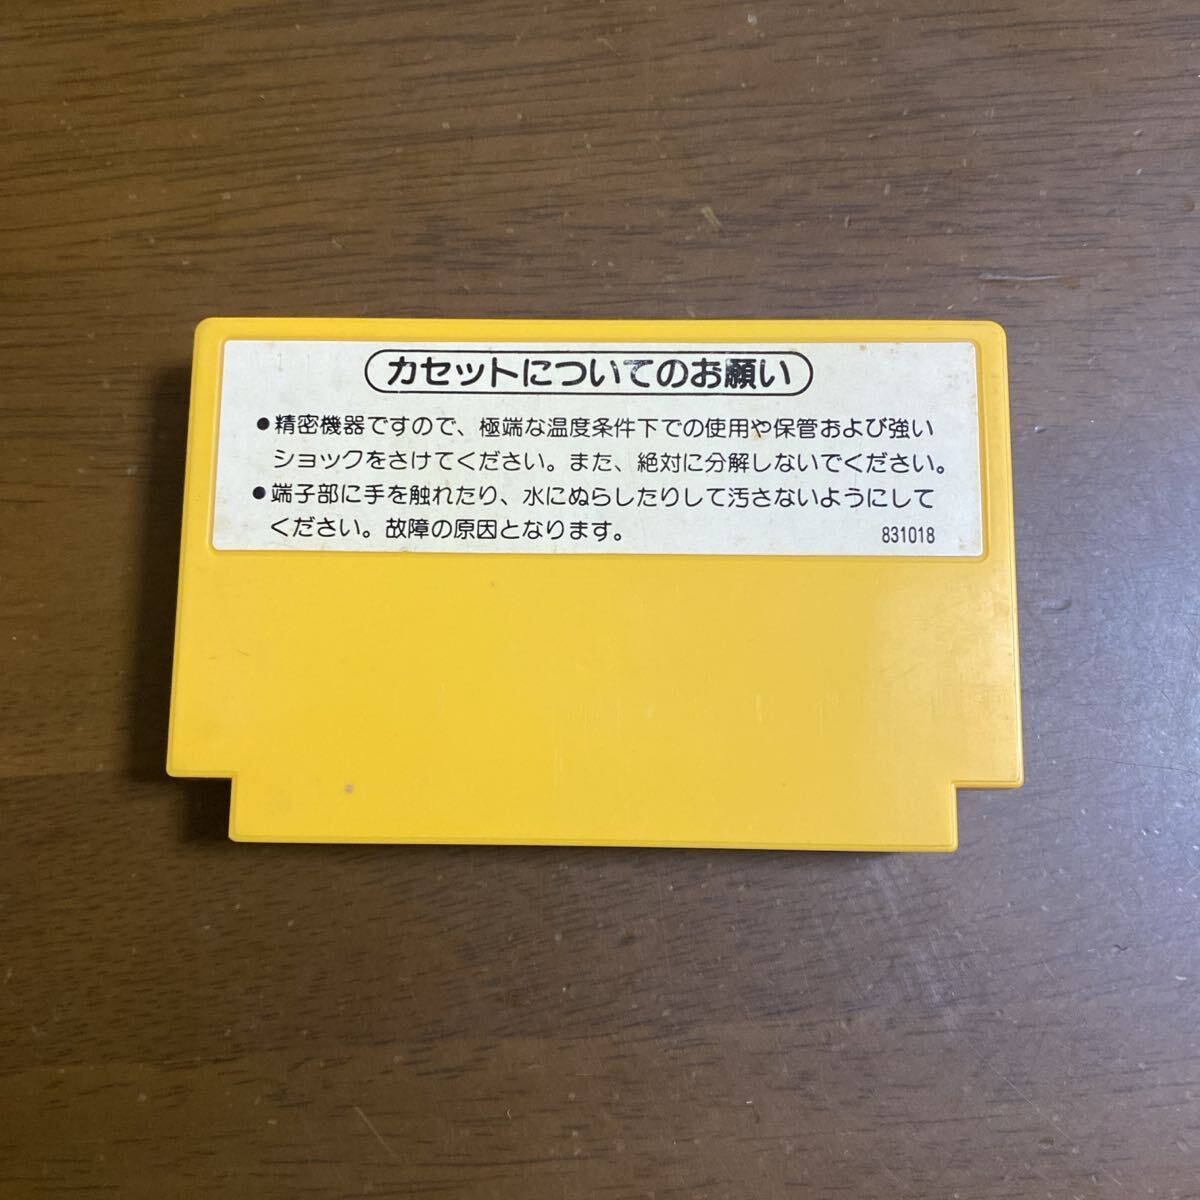 カセットについてのお願い
●精密機器ですので、極端な温度条件下での使用や保管および強い
ショックをさけてください。また、絶対に分解しないでください。
●端子部に手を触れたり、水にぬらしたりして汚さないようにして
ください。故障の原因となります。
831018